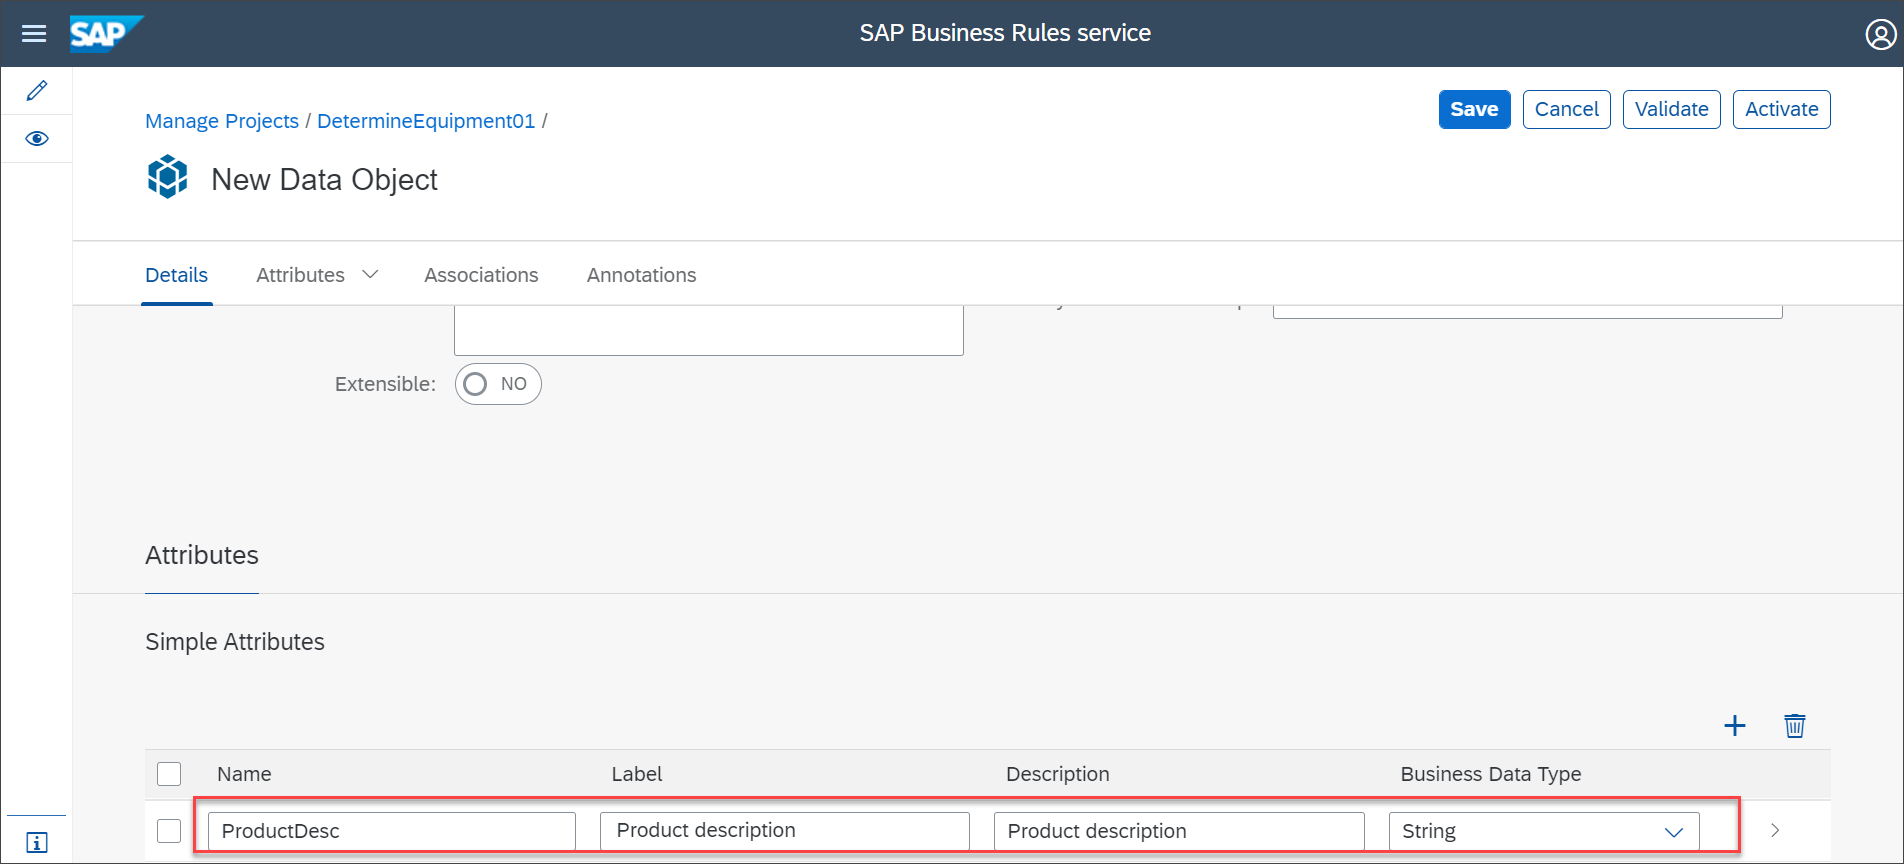 SAP
SAP Business Rules service
Manage Projects / DetermineEquipment01 /
Save
Cancel
Validate
Activate
New Data Object
Details
Attributes
Associations
Annotations
Extensible:
NO
Attributes
Simple Attributes
Name
Label
Description
Business Data Type
ProductDesc
Product description
Product description
String